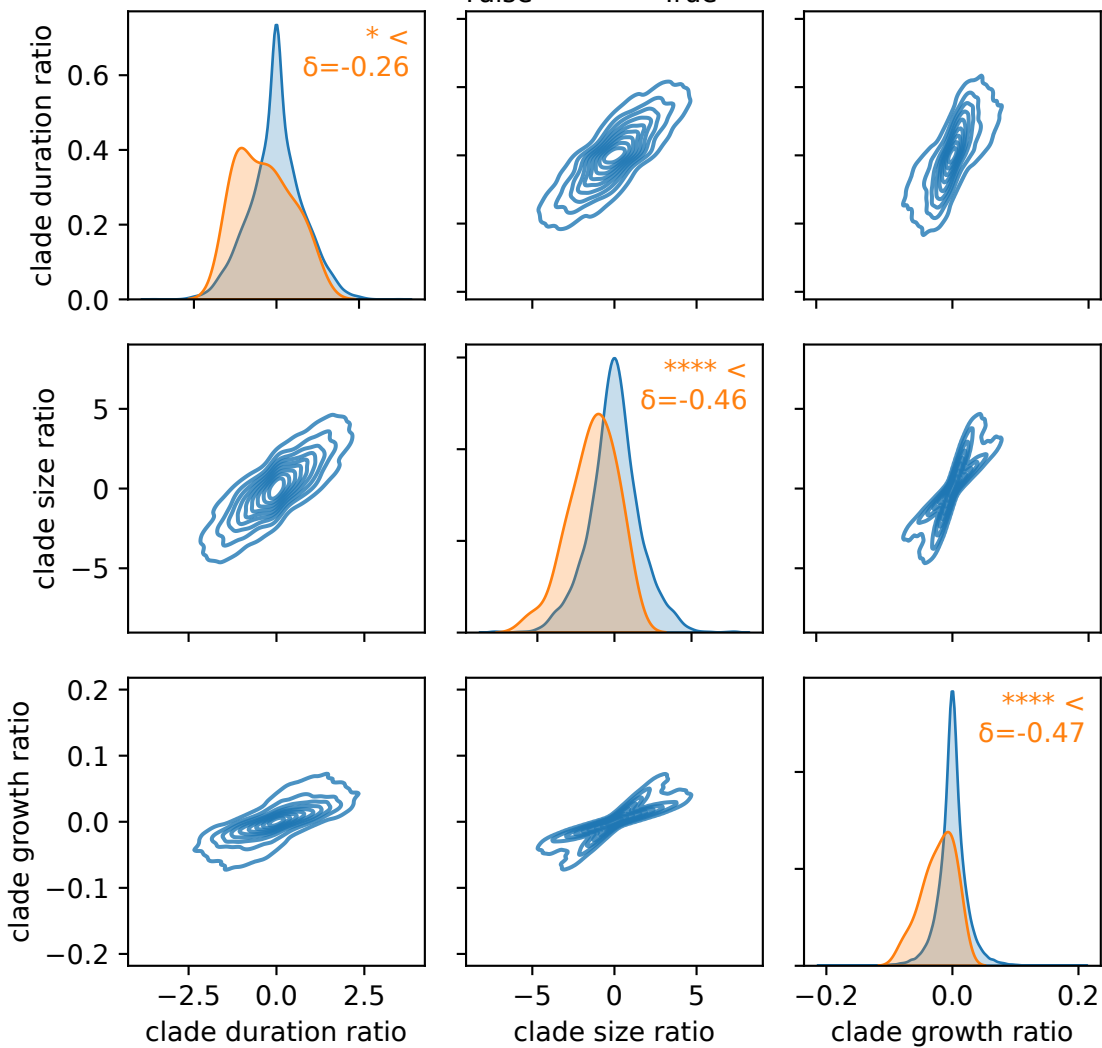 clade duration ratio
0.6
0.4
0.2
0.0
* <
δ=-0.26
clade size ratio
5
0
−5
**** <
δ=-0.46
clade growth ratio
0.2
0.1
0.0
−0.1
−0.2
**** <
δ=-0.47
−2.5 0.0 2.5
−5 0 5
−0.2 0.0 0.2
clade duration ratio
clade size ratio
clade growth ratio